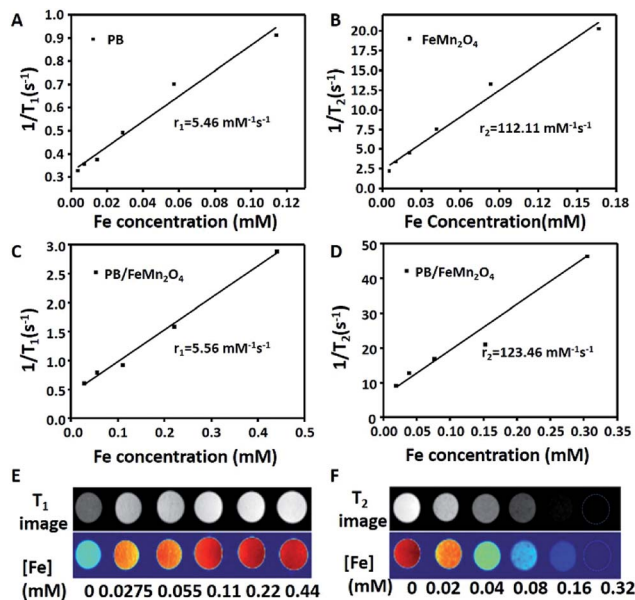 A
PB
r₁=5.46 mM⁻¹s⁻¹
1/T₁(s⁻¹)
1.0
0.9
0.8
0.7
0.6
0.5
0.4
0.3
0.00 0.02 0.04 0.06 0.08 0.10 0.12 0.14
Fe concentration (mM)
B
FeMn₂O₄
r₂=112.11 mM⁻¹s⁻¹
1/T₂(s⁻¹)
20.0
17.5
15.0
12.5
10.0
7.5
5.0
2.5
0.0
0.00 0.03 0.06 0.09 0.12 0.15 0.18
Fe Concentration(mM)
C
PB/FeMn₂O₄
r₁=5.56 mM⁻¹s⁻¹
1/T₁(s⁻¹)
3.0
2.5
2.0
1.5
1.0
0.5
0.0
0.0 0.1 0.2 0.3 0.4 0.5
Fe concentration (mM)
D
PB/FeMn₂O₄
r₂=123.46 mM⁻¹s⁻¹
1/T₂(s⁻¹)
50
40
30
20
10
0
0.00 0.05 0.10 0.15 0.20 0.25 0.30 0.35
Fe concentration (mM)
E
T₁
image
[Fe]
(mM) 0 0.0275 0.055 0.11 0.22 0.44
F
T₂
image
[Fe]
(mM) 0 0.02 0.04 0.08 0.16 0.32